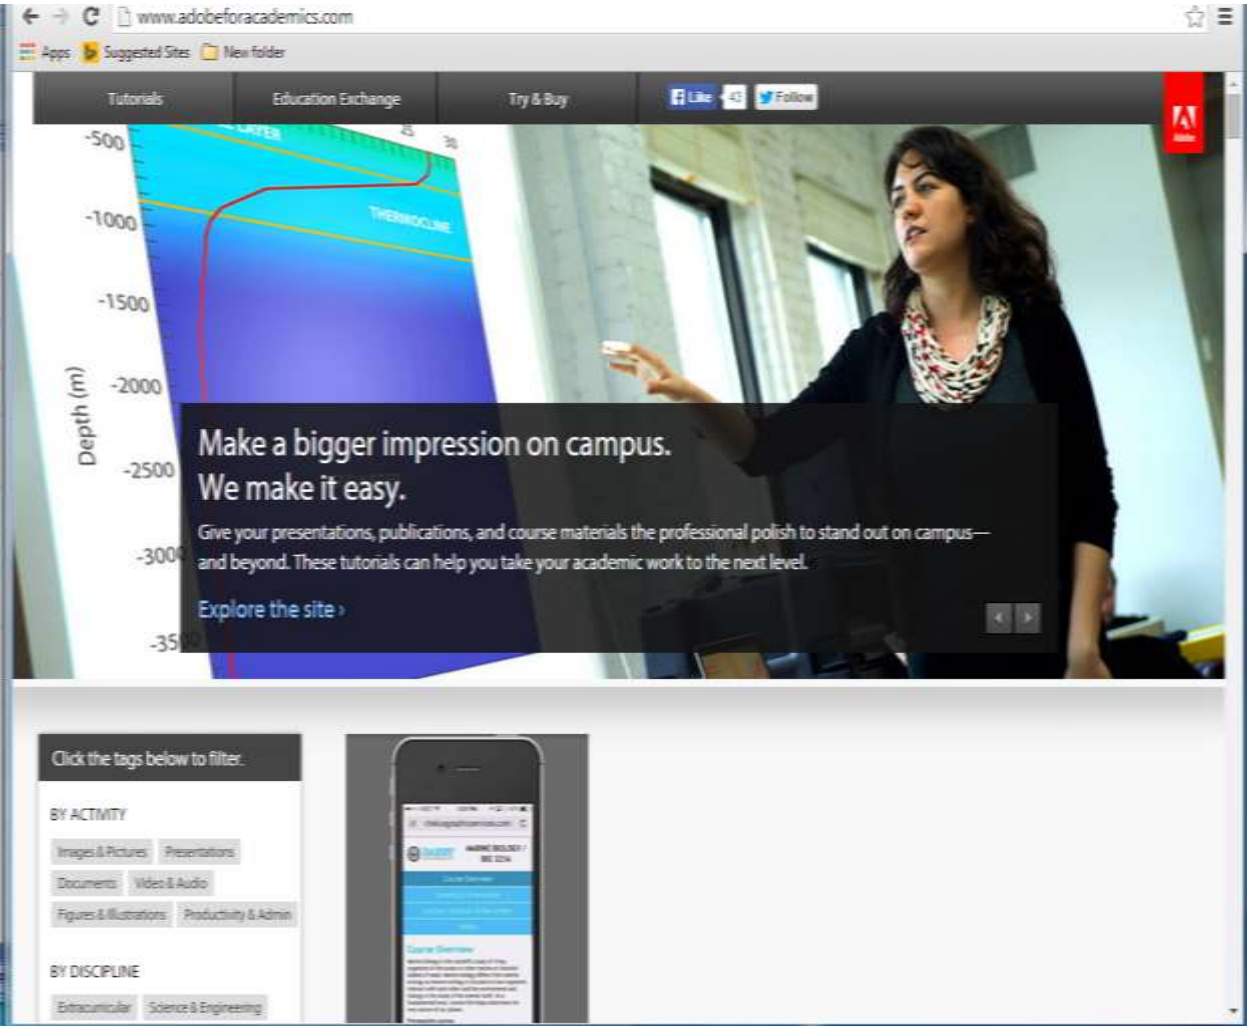 www.adobeforacademics.com
Apps Suggested Sites New folder
Tutorials Education Exchange Try & Buy Like 43 Follow
Adobe
25 30
LAYER
THERMOCLINE
-500
-1000
-1500
-2000
-2500
-3000
-3500
Depth (m)
Make a bigger impression on campus.
We make it easy.
Give your presentations, publications, and course materials the professional polish to stand out on campus—
and beyond. These tutorials can help you take your academic work to the next level.
Explore the site ›
Click the tags below to filter.
BY ACTIVITY
Images & Pictures Presentations
Documents Video & Audio
Figures & Illustrations Productivity & Admin
BY DISCIPLINE
Extracurricular Science & Engineering
MARINE BIOLOGY /
Course Overview
Course Overview